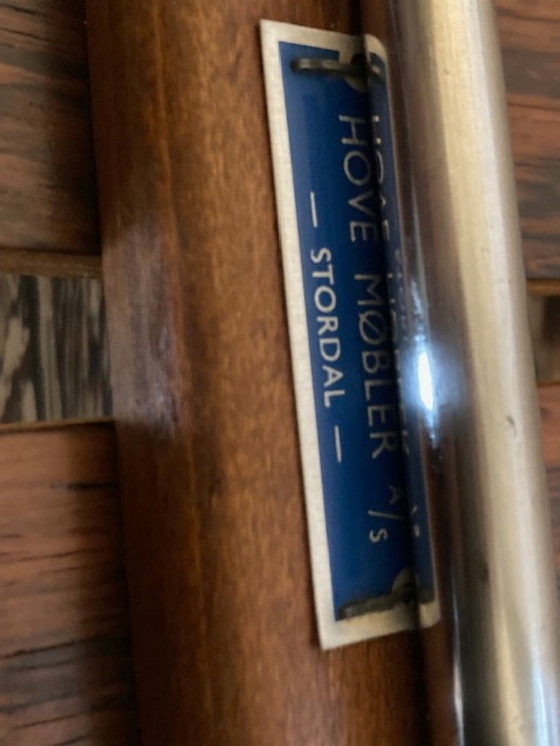 HOVE MØBLER A/S
— STORDAL —